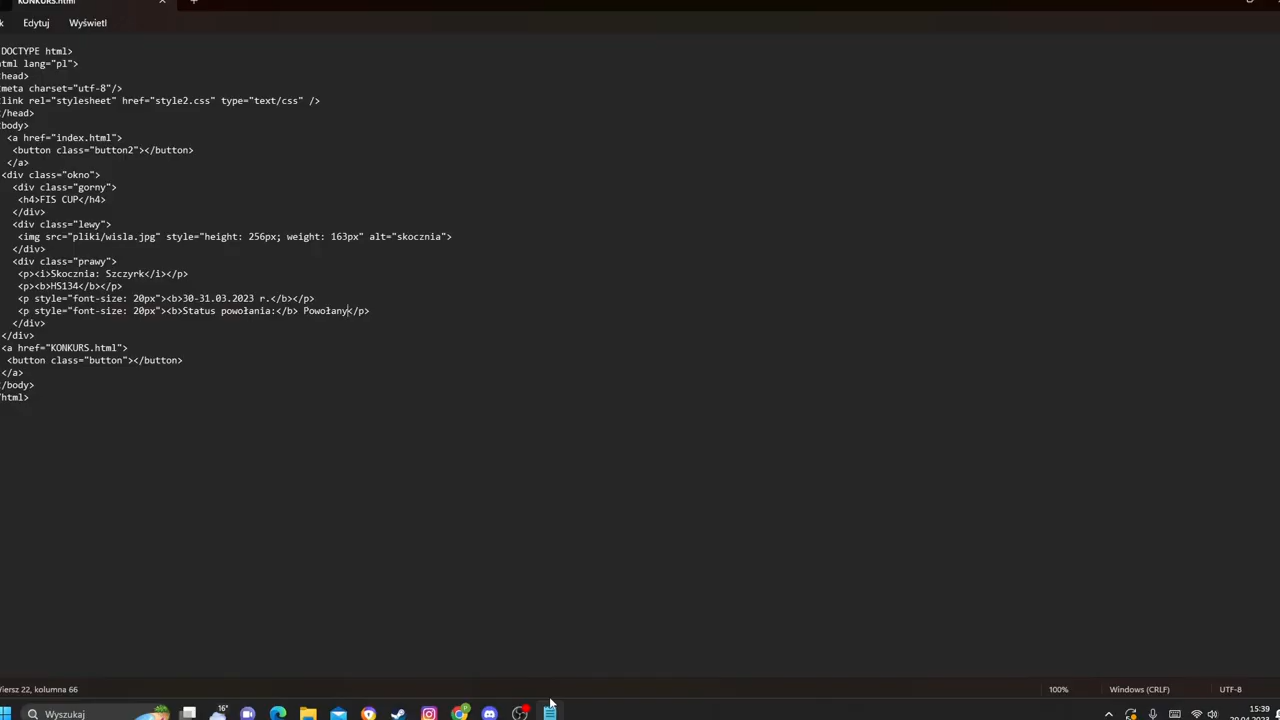 KONKURS.html
Edytuj Wyświetl
DOCTYPE html>
html lang="pl">
head>
meta charset="utf-8"/>
link rel="stylesheet" href="style2.css" type="text/css" />
/head>
body>
<a href="index.html">
<button class="button2"></button>
</a>
<div class="okno">
<div class="gorny">
<h4>FIS CUP</h4>
</div>
<div class="lewy">
<img src="pliki/wisla.jpg" style="height: 256px; weight: 163px" alt="skocznia">
</div>
<div class="prawy">
<p><i>Skocznia: Szczyrk</i></p>
<p><b>HS134</b></p>
<p style="font-size: 20px"><b>30-31.03.2023 r.</b></p>
<p style="font-size: 20px"><b>Status powołania:</b> Powołany</p>
</div>
</div>
<a href="KONKURS.html">
<button class="button"></button>
</a>
/body>
/html>
iersz 22, kolumna 66
100%
Windows (CRLF)
UTF-8
Wyszukaj
16°
15:39